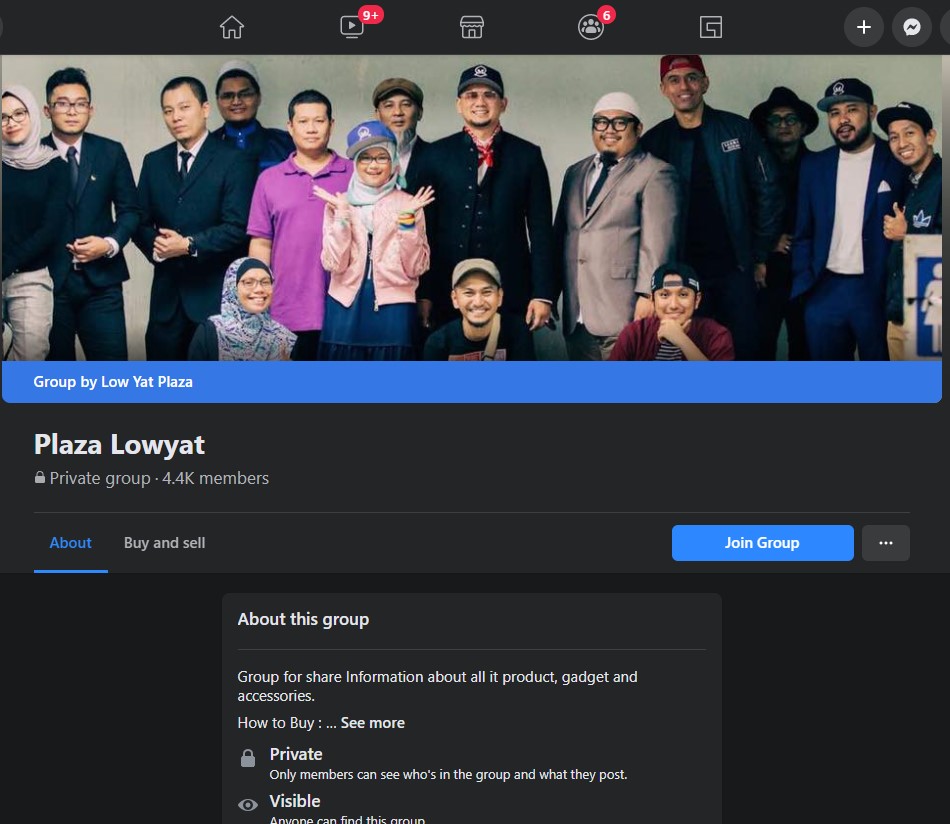 9+
6
Group by Low Yat Plaza
Plaza Lowyat
Private group · 4.4K members
About
Buy and sell
Join Group
About this group
Group for share Information about all it product, gadget and
accessories.
How to Buy : ... See more
Private
Only members can see who's in the group and what they post.
Visible
Anyone can find this group.